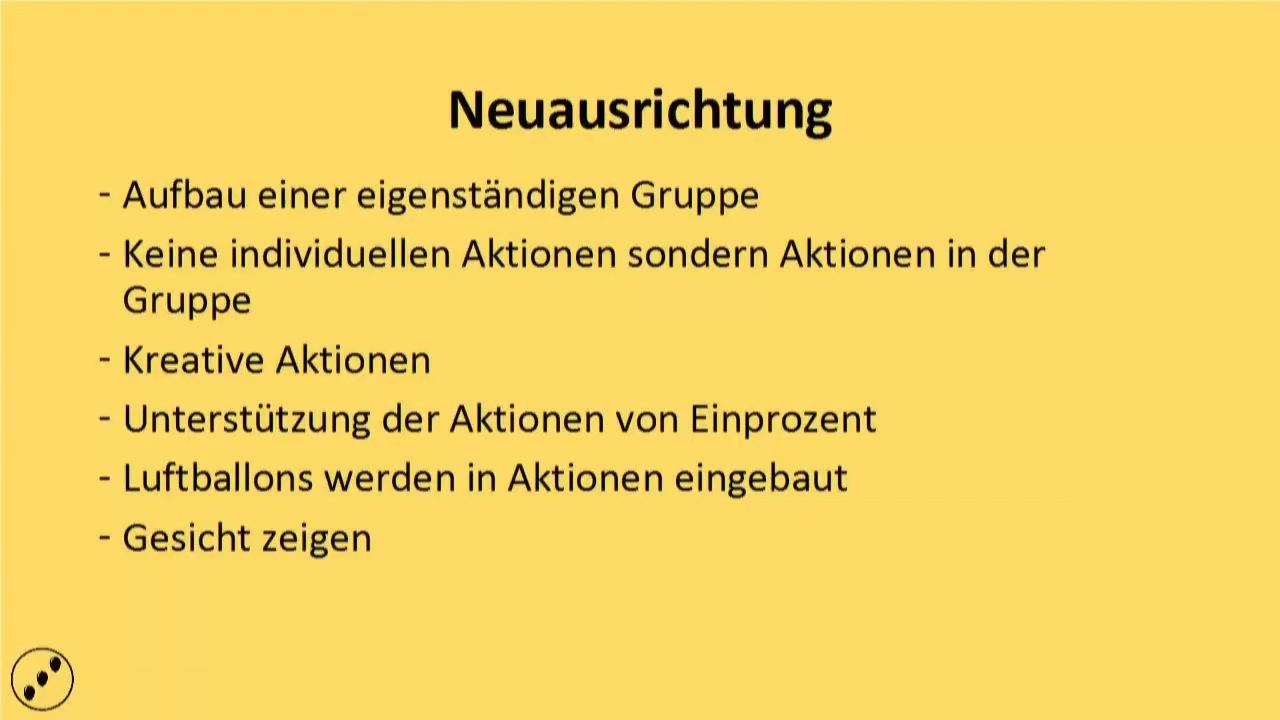 Neuausrichtung
- Aufbau einer eigenständigen Gruppe
- Keine individuellen Aktionen sondern Aktionen in der
Gruppe
- Kreative Aktionen
- Unterstützung der Aktionen von Einprozent
- Luftballons werden in Aktionen eingebaut
- Gesicht zeigen